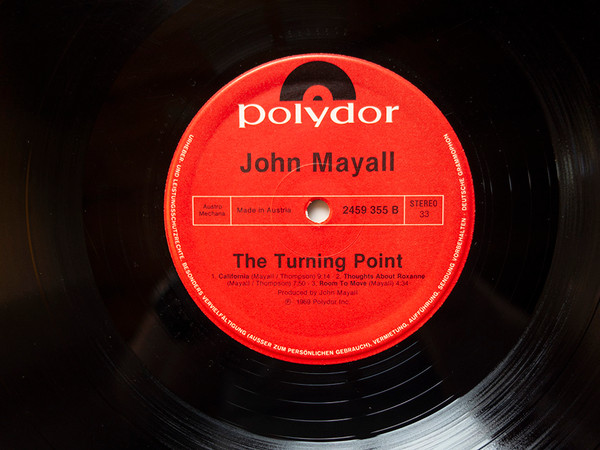 polydor
John Mayall
Austro
Mechana
Made in Austria
2459 355 B
STEREO
33
The Turning Point
1. California (Mayall / Thompson) 9:14 · 2. Thoughts About Roxanne
(Mayall / Thompson) 7:50 · 3. Room To Move (Mayall) 4:34
Produced by John Mayall
℗ 1969 Polydor Inc.
URHEBER- UND LEISTUNGSSCHUTZRECHTE, BESONDERS VERVIELFÄLTIGUNG (AUSSER ZUM PERSÖNLICHEN GEBRAUCH), VERMIETUNG, AUFFÜHRUNG, SENDUNG VORBEHALTEN · DEUTSCHE GRAMMOPHON